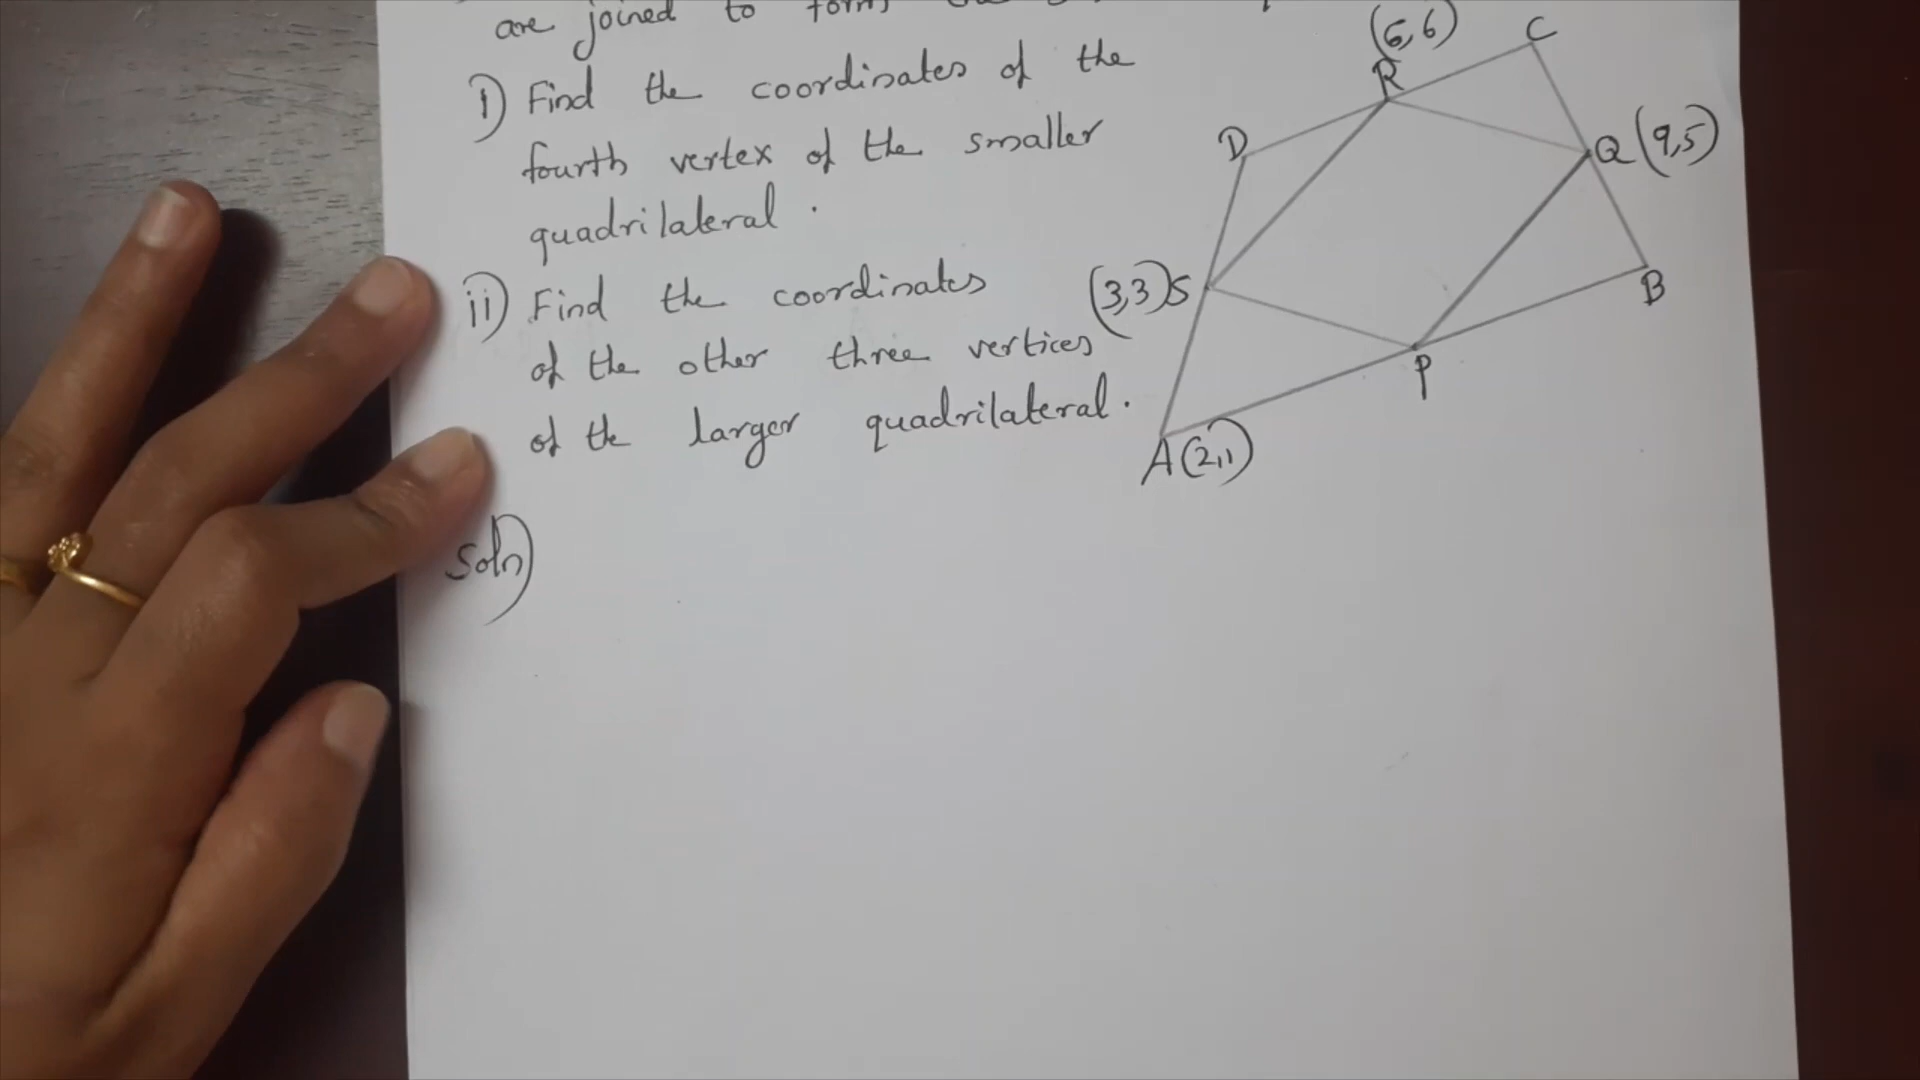 are joined to form
i) Find the coordinates of the
fourth vertex of the smaller
quadrilateral.
ii) Find the coordinates
of the other three vertices
of the larger quadrilateral.
(6,6)
R
C
D
Q (9,5)
(3,3) S
B
P
A(2,1)
Soln)